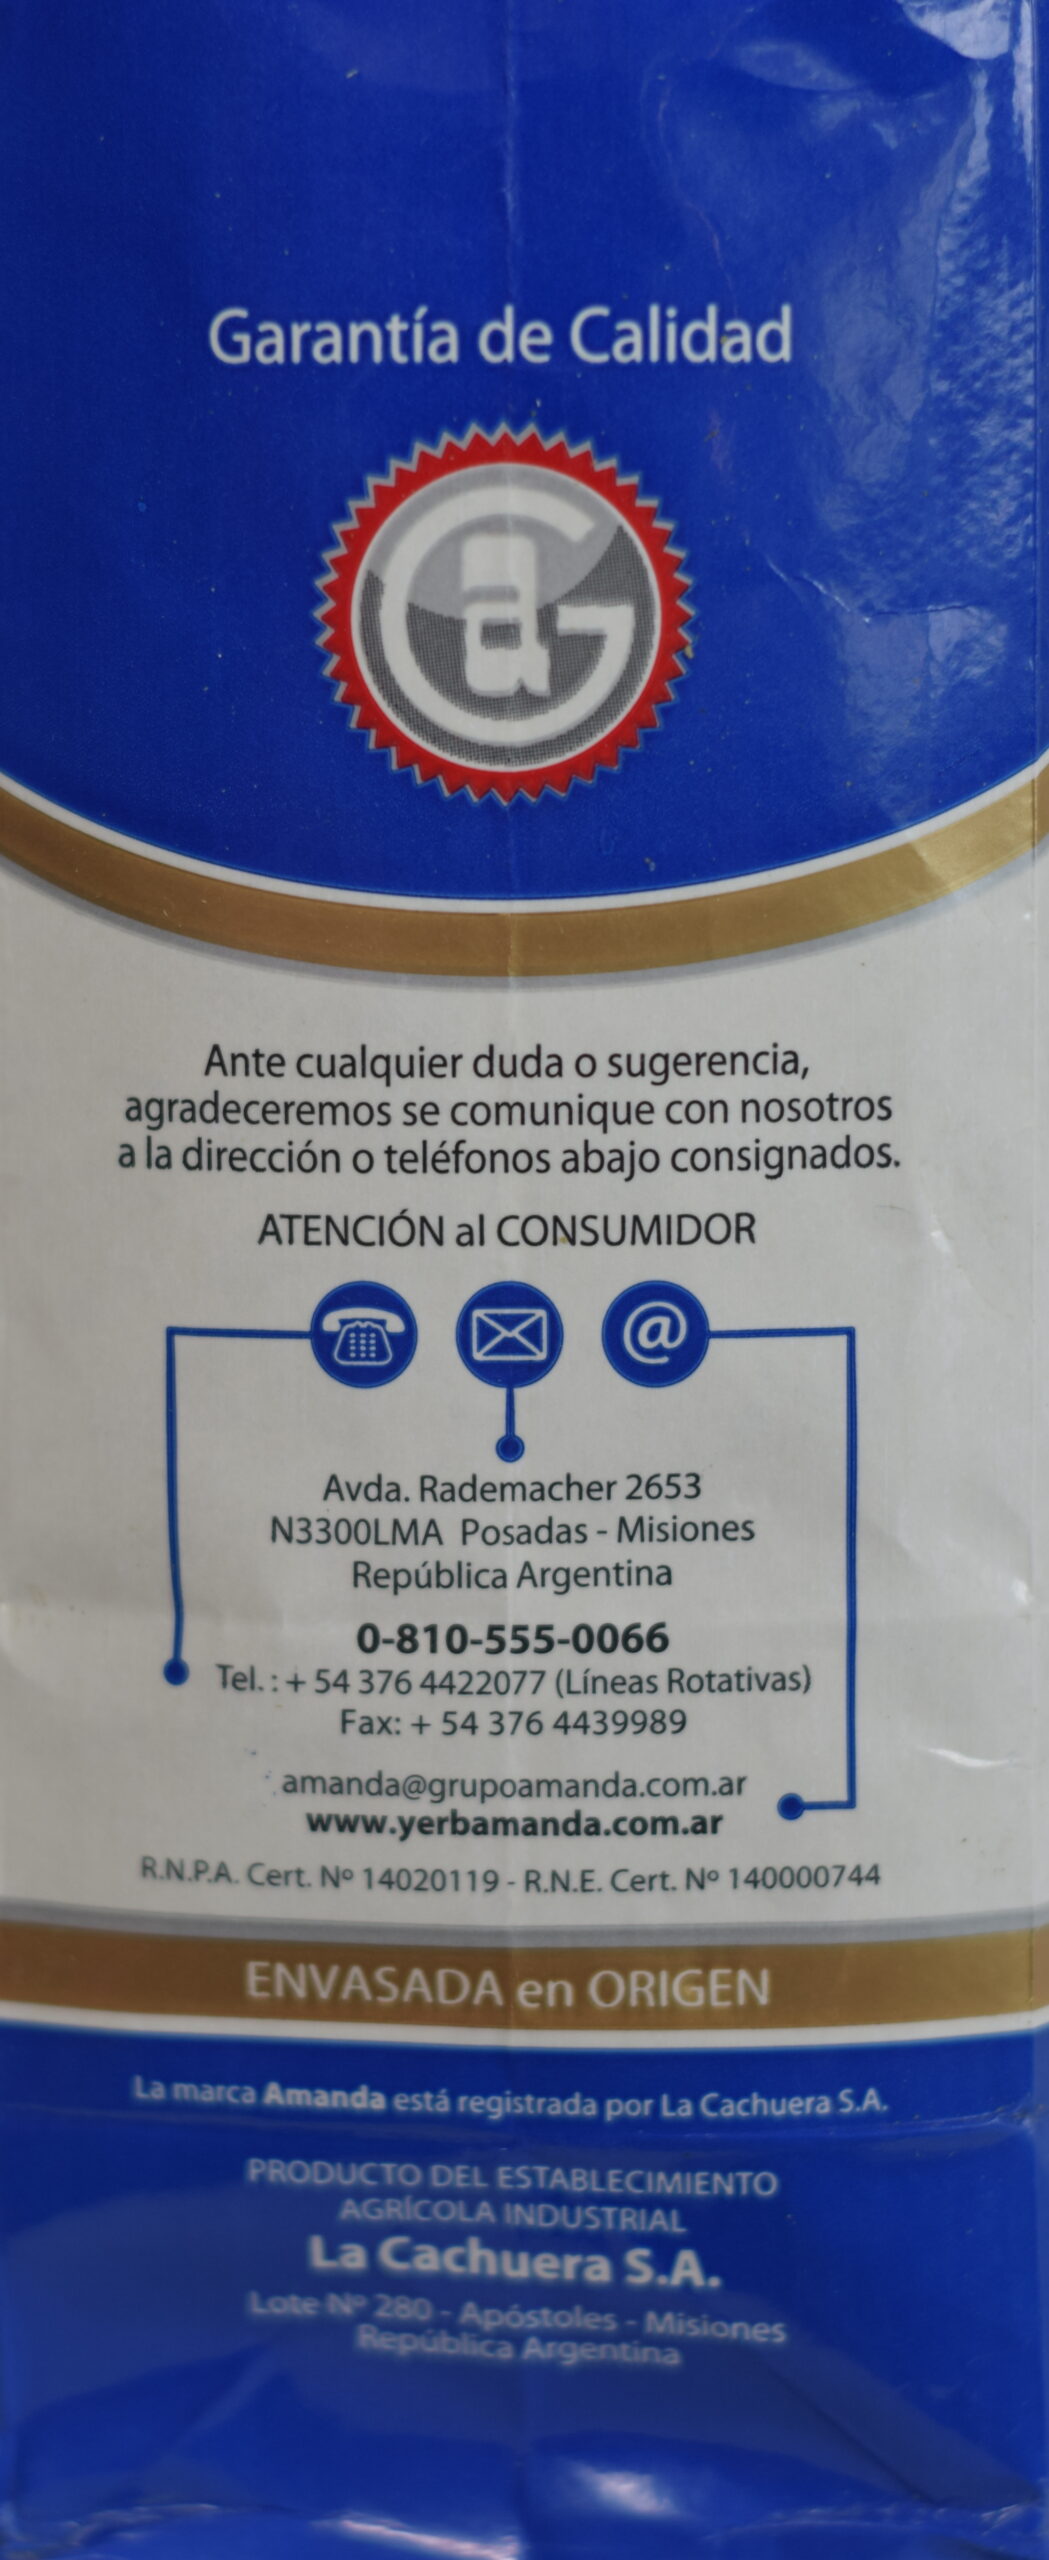 Garantía de Calidad
Ga
Ante cualquier duda o sugerencia,
agradeceremos se comunique con nosotros
a la dirección o teléfonos abajo consignados.
ATENCIÓN al CONSUMIDOR
@
Avda. Rademacher 2653
N3300LMA Posadas - Misiones
República Argentina
0-810-555-0066
Tel.: + 54 376 4422077 (Líneas Rotativas)
Fax: + 54 376 4439989
amanda@grupoamanda.com.ar
www.yerbamanda.com.ar
R.N.P.A. Cert. Nº 14020119 - R.N.E. Cert. Nº 140000744
ENVASADA en ORIGEN
La marca Amanda está registrada por La Cachuera S.A.
PRODUCTO DEL ESTABLECIMIENTO
AGRÍCOLA INDUSTRIAL
La Cachuera S.A.
Lote Nº 280 - Apóstoles - Misiones
República Argentina